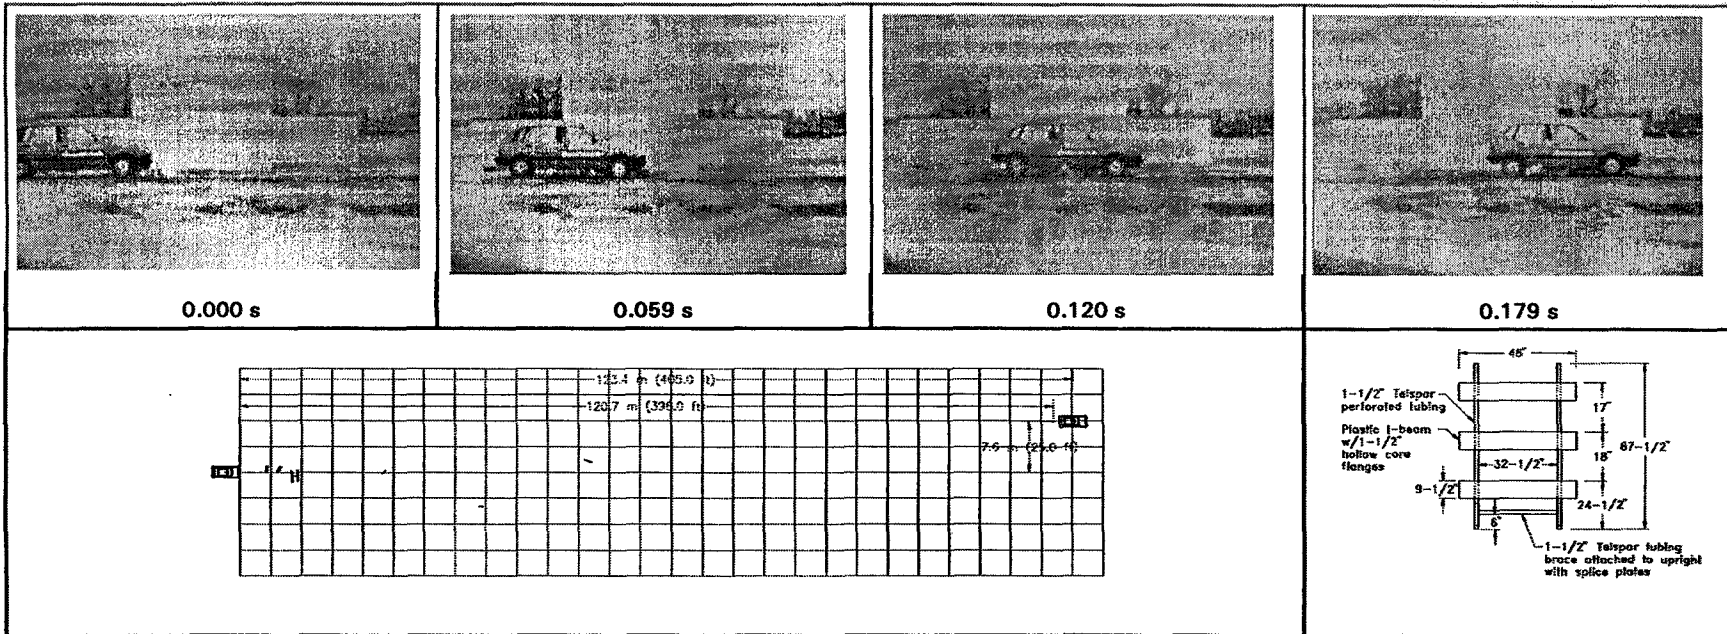 0.000 s
0.059 s
0.120 s
0.179 s
123.4 m (405.0 ft)
120.7 m (396.0 ft)
7.6 m (25.0 ft)
48"
1-1/2" Telspar
perforated tubing
17"
Plastic I-beam
w/1-1/2"
hollow core
flanges
87-1/2"
18"
32-1/2"
9-1/2"
24-1/2"
6"
1-1/2" Telspar tubing
brace attached to upright
with splice plates